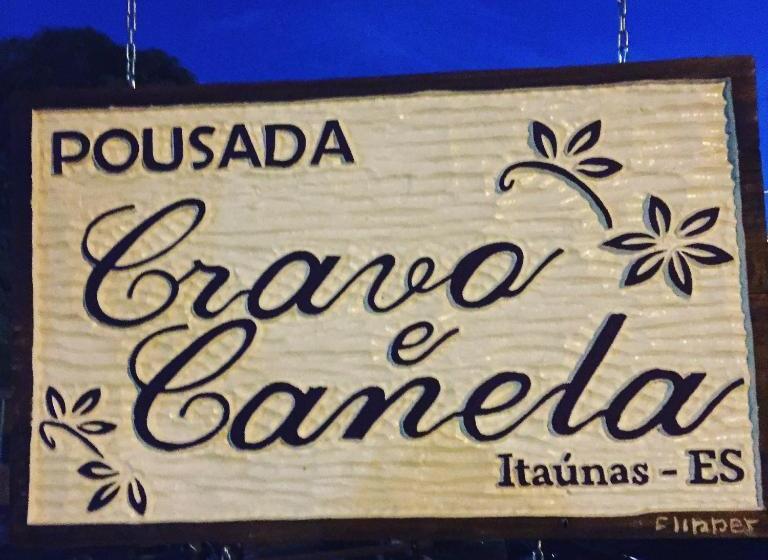 POUSADA
Cravo
e
Canela
Itaúnas - ES
Flipper